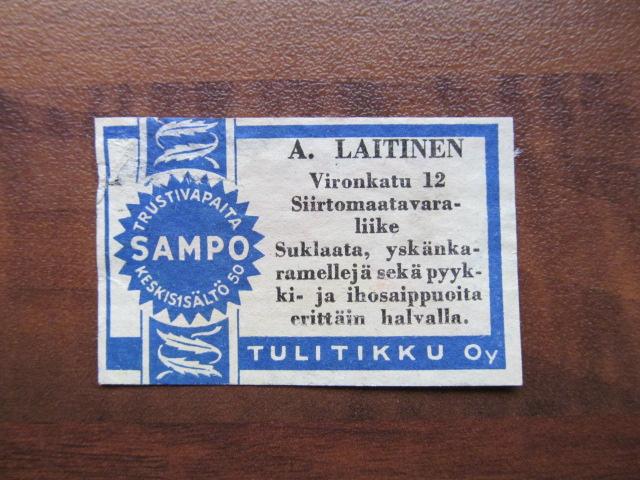 TRUSTIVAPAITA
SAMPO
KESKIS1SÄLTÖ 50
A. LAITINEN
Vironkatu 12
Siirtomaatavara-
liike
Suklaata, yskänka-
ramellejä sekä pyyk-
ki- ja ihosaippuoita
erittäin halvalla.
TULITIKKU Oy